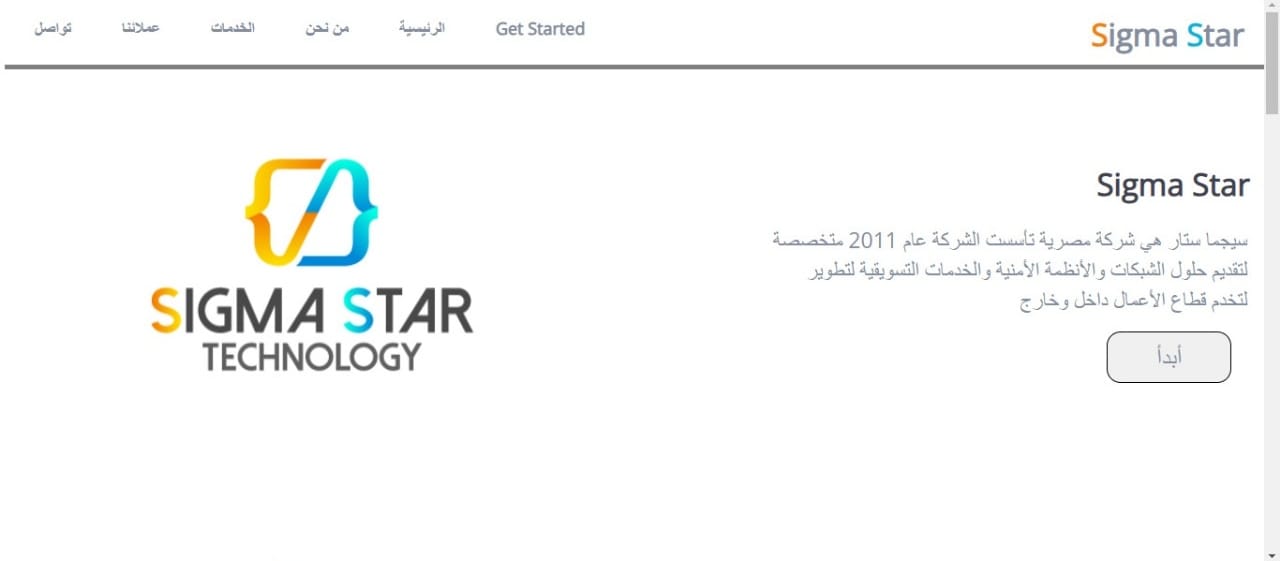 Sigma Star
Get Started
الرئيسية
من نحن
الخدمات
عملائنا
تواصل
Sigma Star
سيجما ستار هي شركة مصرية تأسست الشركة عام 2011 متخصصة
لتقديم حلول الشبكات والأنظمة الأمنية والخدمات التسويقية لتطوير
لتخدم قطاع الأعمال داخل وخارج
أبدأ
SIGMA STAR
TECHNOLOGY